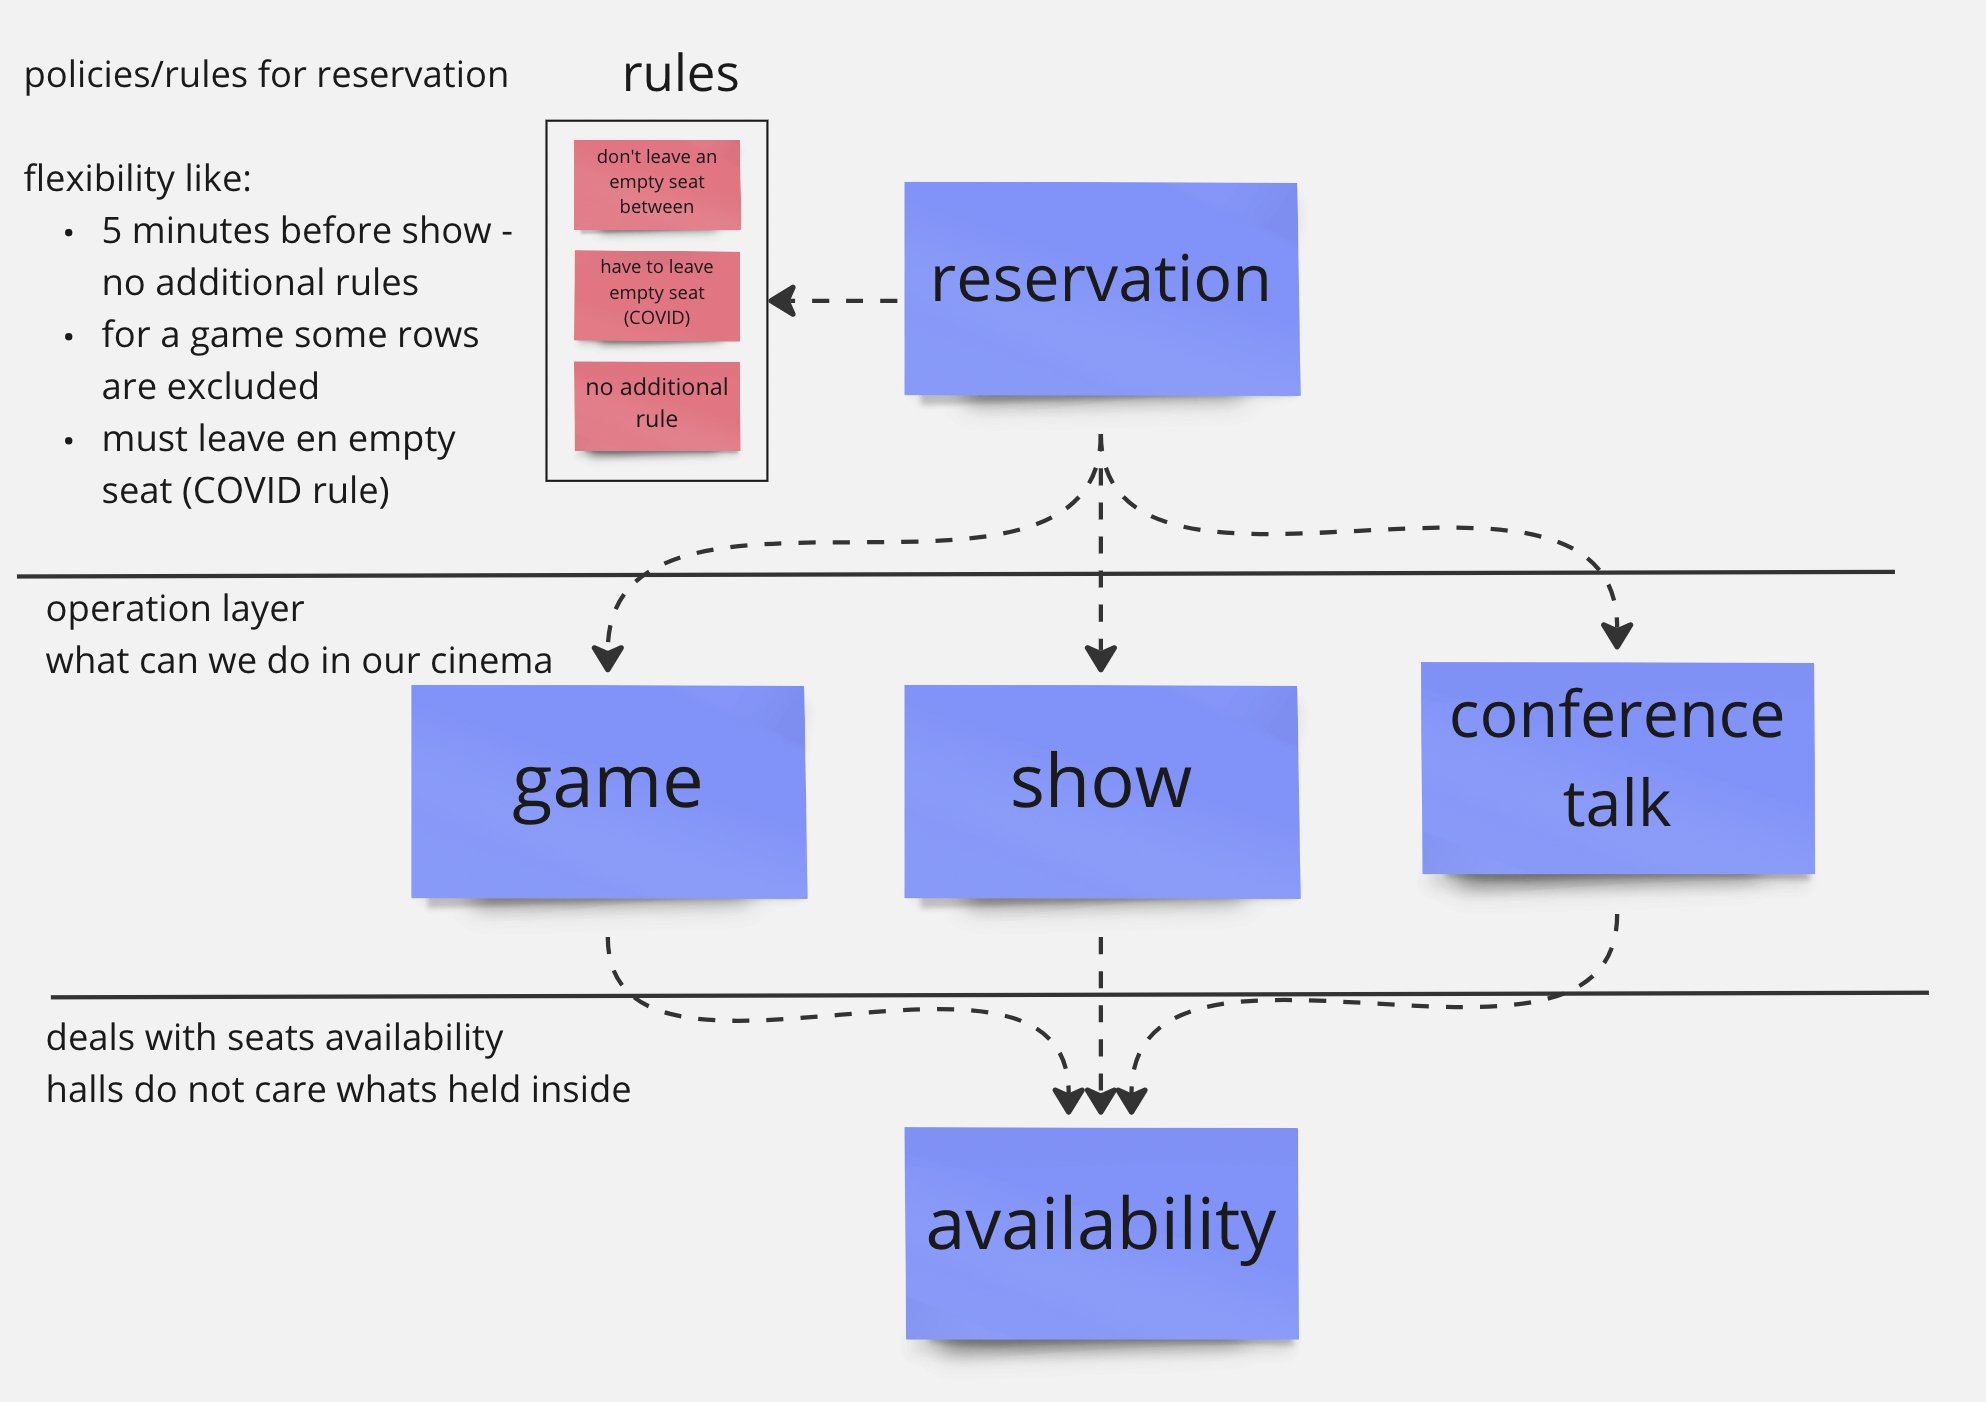 policies/rules for reservation
flexibility like:
• 5 minutes before show -
no additional rules
• for a game some rows
are excluded
• must leave en empty
seat (COVID rule)
rules
don't leave an
empty seat
between
have to leave
empty seat
(COVID)
no additional
rule
reservation
operation layer
what can we do in our cinema
game
show
conference
talk
deals with seats availability
halls do not care whats held inside
availability